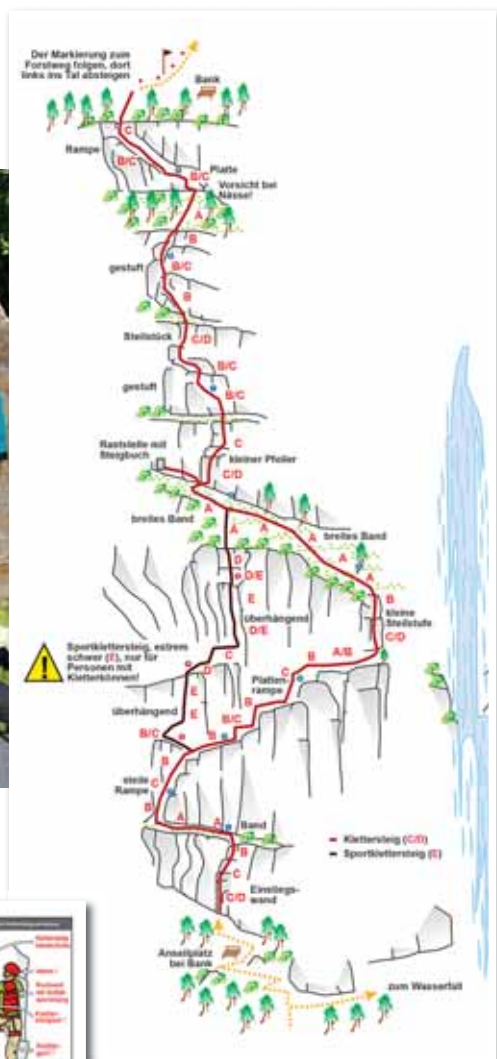 Der Markierung zum
Forstweg folgen, dort
links ins Tal absteigen
Bank
C
Rampe
B/C
Platte
B/C
Vorsicht bei
Nässe!
A
B
gestuft
B/C
B
Steilstück
C/D
B/C
gestuft
B/C
C
Raststelle mit
Steigbuch
kleiner Pfeiler
C/D
A
A
breites Band
A
A
breites Band
A
A
D
A
D/E
B
E
kleine
Steilstufe
überhängend
D/E
C/D
Sportklettersteig, extrem
schwer (E), nur für
Personen mit
Kletterkönnen!
C
D
B
A/B
C
Platten-
rampe
E
B
überhängend
E
B/C
B/C
B
B
steile
Rampe
C
B
A
A
Band
B
Klettersteig (C/D)
Sportklettersteig (E)
C
C/D
Einstiegs-
wand
Anseilplatz
bei Bank
zum Wasserfall